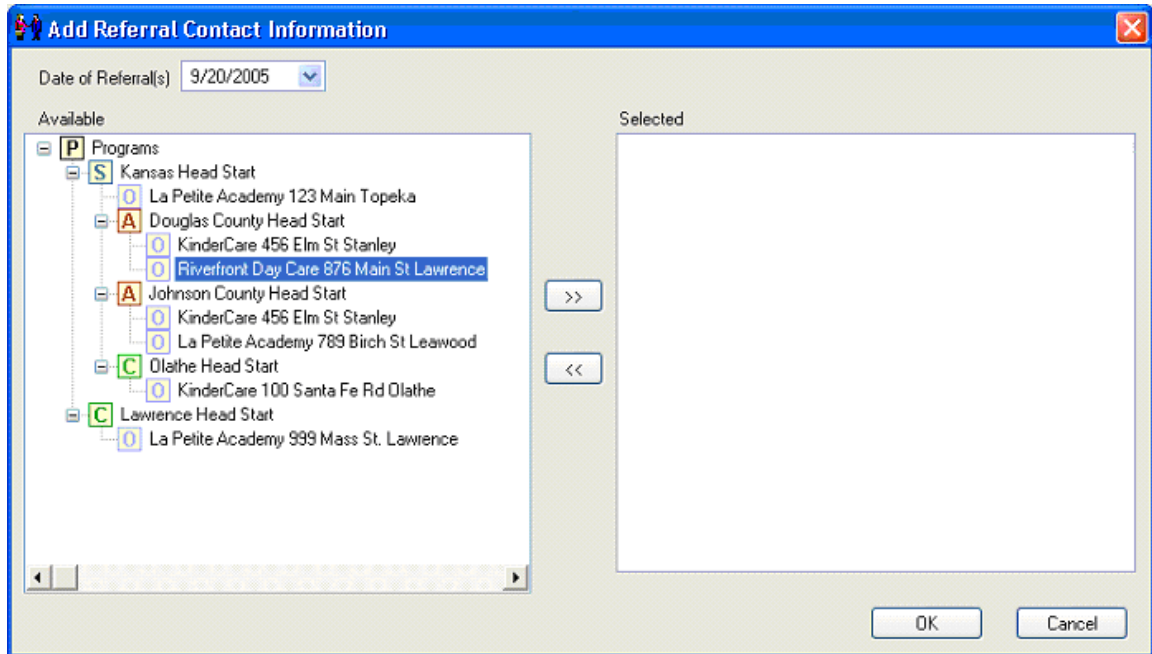 Add Referral Contact Information
Date of Referral(s) 9/20/2005
Available
P Programs
S Kansas Head Start
O La Petite Academy 123 Main Topeka
A Douglas County Head Start
O KinderCare 456 Elm St Stanley
O Riverfront Day Care 876 Main St Lawrence
A Johnson County Head Start
O KinderCare 456 Elm St Stanley
O La Petite Academy 789 Birch St Leawood
C Olathe Head Start
O KinderCare 100 Santa Fe Rd Olathe
C Lawrence Head Start
O La Petite Academy 999 Mass St. Lawrence
>>
<<
Selected
OK Cancel